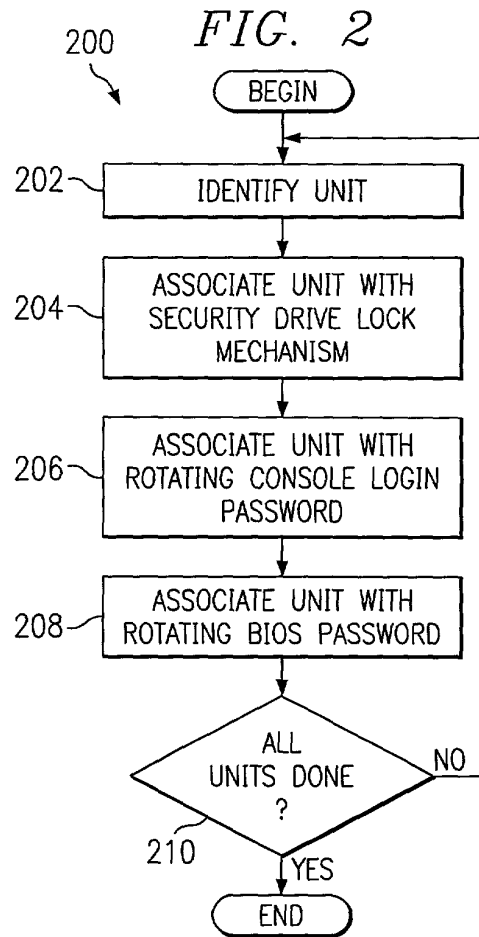 FIG. 2
200
BEGIN
202
IDENTIFY UNIT
204
ASSOCIATE UNIT WITH
SECURITY DRIVE LOCK
MECHANISM
206
ASSOCIATE UNIT WITH
ROTATING CONSOLE LOGIN
PASSWORD
208
ASSOCIATE UNIT WITH
ROTATING BIOS PASSWORD
ALL
UNITS DONE
?
NO
210
YES
END